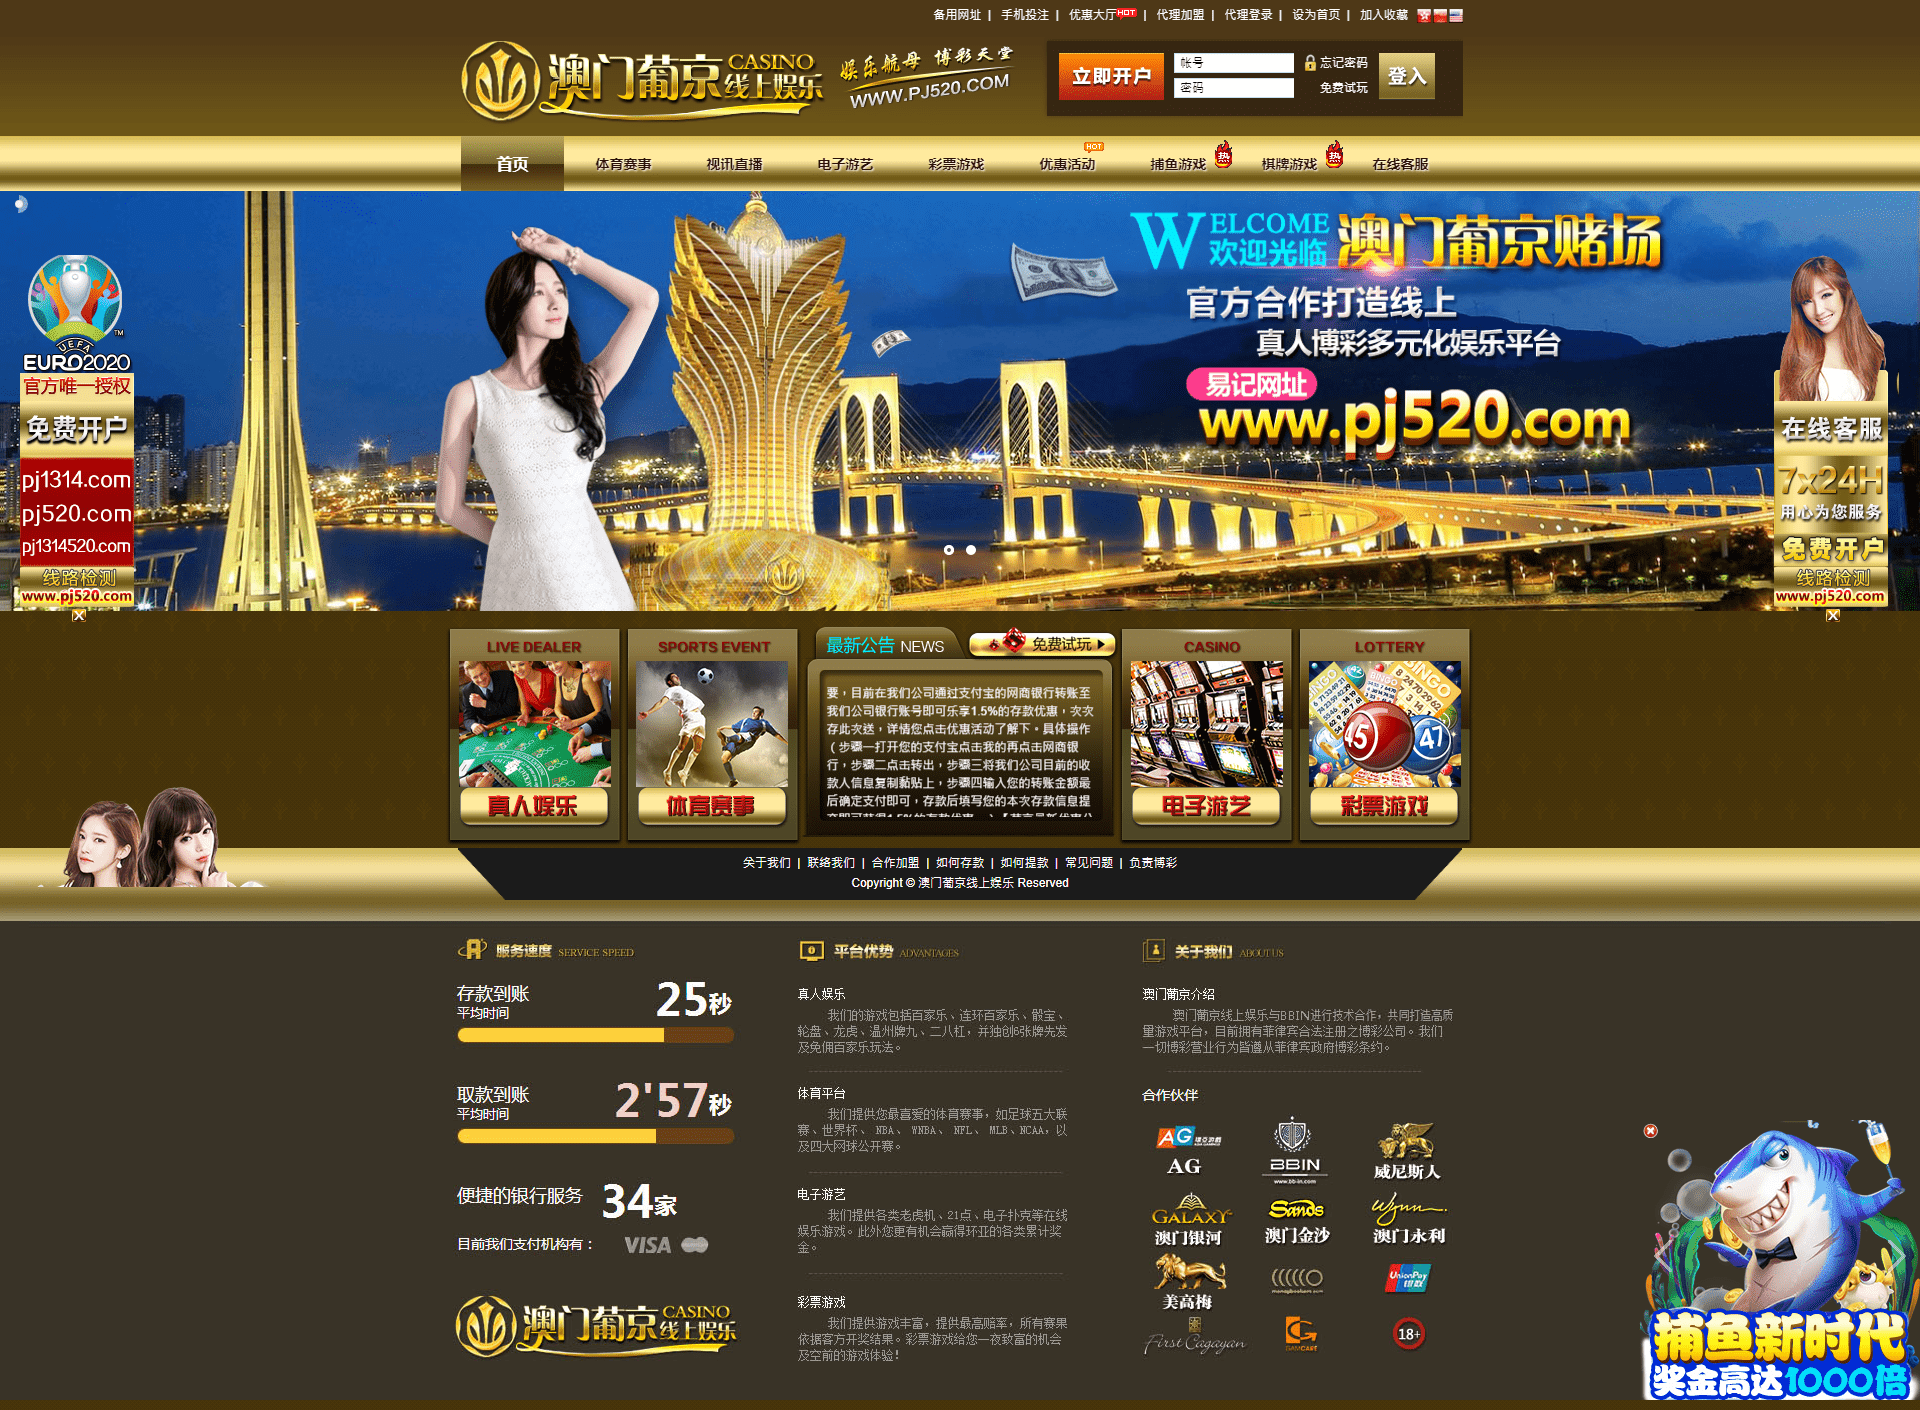 备用网址 | 手机投注 | 优惠大厅 HOT | 代理加盟 | 代理登录 | 设为首页 | 加入收藏
澳门葡京 CASINO 线上娱乐
娱乐航母 博彩天堂
WWW.PJ520.COM
立即开户
帐号
密码
忘记密码
免费试玩
登入
首页 体育赛事 视讯直播 电子游艺 彩票游戏 优惠活动 HOT 捕鱼游戏 热 棋牌游戏 热 在线客服
WELCOME
欢迎光临 澳门葡京赌场
官方合作打造线上
真人博彩多元化娱乐平台
易记网址
www.pj520.com
UEFA
EURO2020
官方唯一授权
免费开户
pj1314.com
pj520.com
pj1314520.com
线路检测
www.pj520.com
在线客服
7x24H
用心为您服务
免费开户
线路检测
www.pj520.com
LIVE DEALER
真人娱乐
SPORTS EVENT
体育赛事
最新公告 NEWS
免费试玩
要,目前在我们公司通过支付宝的网商银行转账至
我们公司银行账号即可乐享1.5%的存款优惠,次次
存此次送,详情您点击优惠活动了解下。具体操作
(步骤一打开您的支付宝点击我的再点击网商银
行,步骤二点击转出,步骤三将我们公司目前的收
款人信息复制黏贴上,步骤四输入您的转账金额最
后确定支付即可,存款后填写您的本次存款信息提
CASINO
电子游艺
LOTTERY
BINGO
45
47
彩票游戏
关于我们 | 联络我们 | 合作加盟 | 如何存款 | 如何提款 | 常见问题 | 负责博彩
Copyright © 澳门葡京线上娱乐 Reserved
服务速度 SERVICE SPEED
存款到账
平均时间
25秒
取款到账
平均时间
2'57秒
便捷的银行服务 34家
目前我们支付机构有: VISA
澳门葡京 CASINO 线上娱乐
平台优势 ADVANTAGES
真人娱乐
我们的游戏包括百家乐、连环百家乐、骰宝、
轮盘、龙虎、温州牌九、二八杠,并独创6张牌先发
及免佣百家乐玩法。
体育平台
我们提供您最喜爱的体育赛事,如足球五大联
赛、世界杯、 NBA、 WNBA、 NFL、 MLB、NCAA,以
及四大网球公开赛。
电子游艺
我们提供各类老虎机、21点、电子扑克等在线
娱乐游戏。此外您更有机会赢得环亚的各类累计奖
金。
彩票游戏
我们提供游戏丰富,提供最高赔率,所有赛果
依据客方开奖结果。彩票游戏给您一夜致富的机会
及空前的游戏体验!
关于我们 ABOUT US
澳门葡京介绍
澳门葡京线上娱乐与BBIN进行技术合作,共同打造高质
量游戏平台,目前拥有菲律宾合法注册之博彩公司。我们
一切博彩营业行为皆遵从菲律宾政府博彩条约。
合作伙伴
AG
AG
BBIN
www.bb-in.com
威尼斯人
GALAXY
澳门银河
Sands
澳门金沙
Wynn
澳门永利
美高梅
UnionPay
银联
First Cagayan
GAMCARE
18+
捕鱼新时代
奖金高达1000倍